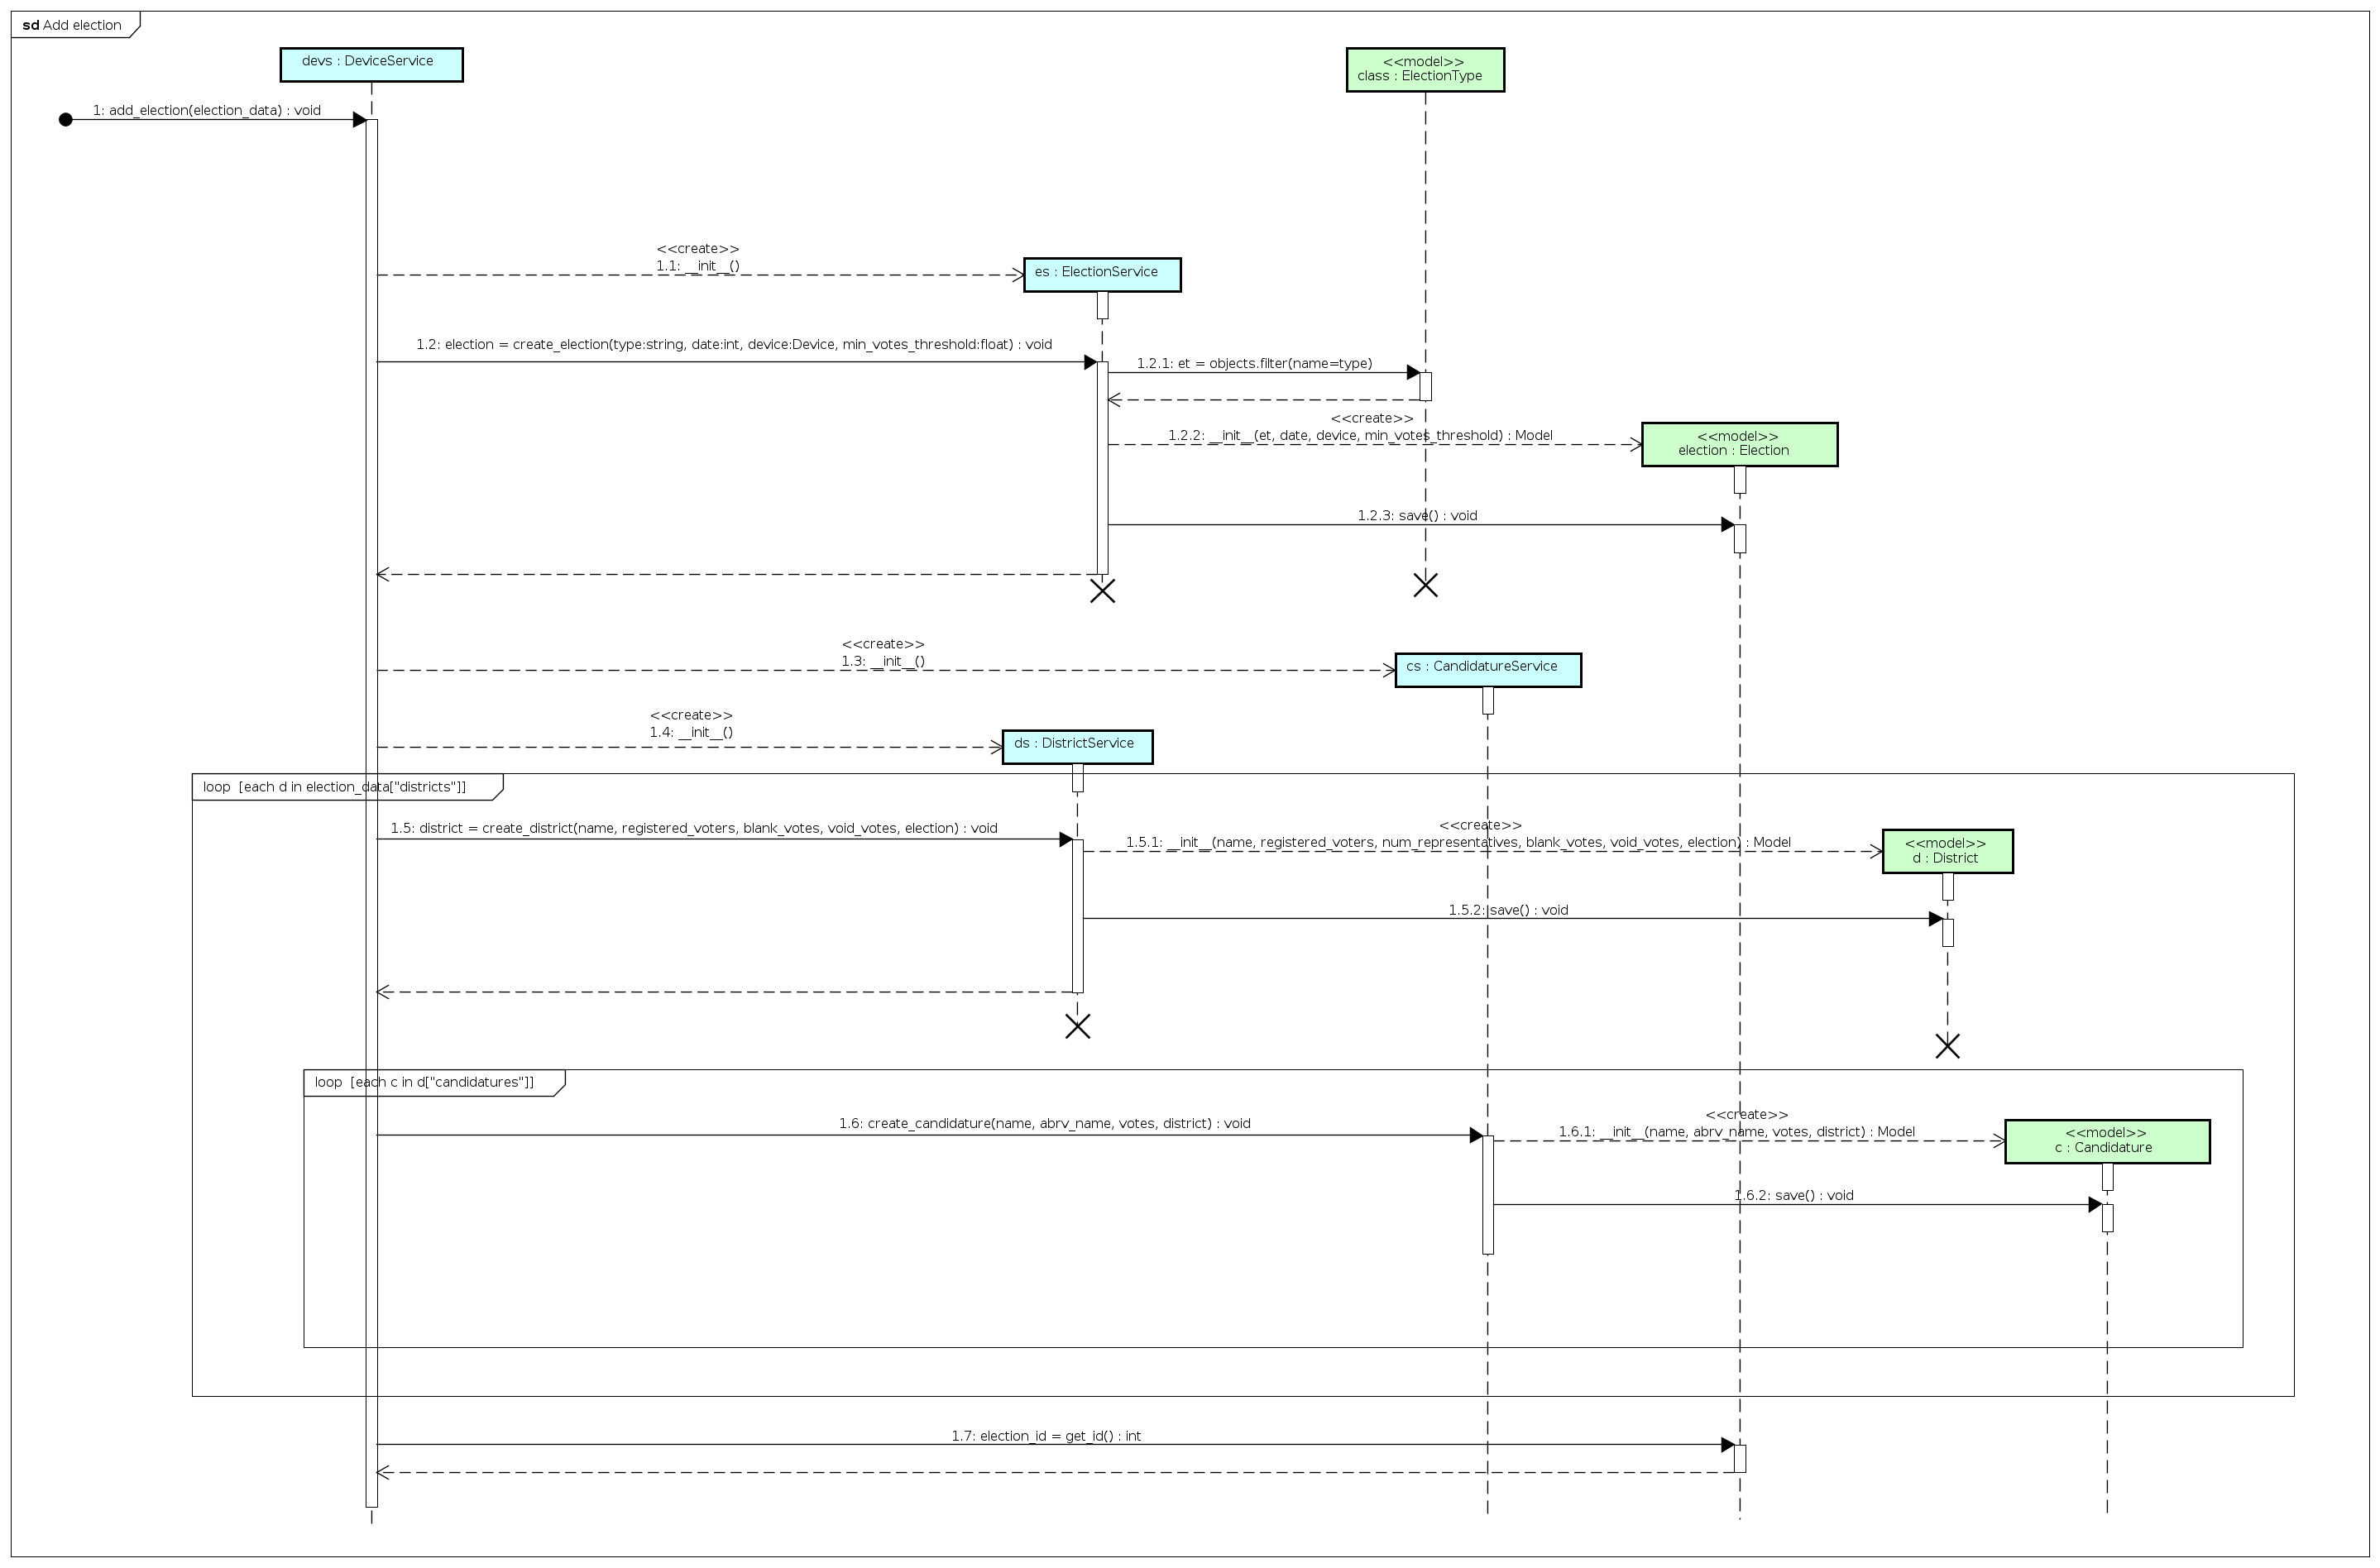 sd Add election
devs : DeviceService
<<model>>
class : ElectionType
1: add_election(election_data) : void
<<create>>
1.1: __init__()
es : ElectionService
1.2: election = create_election(type:string, date:int, device:Device, min_votes_threshold:float) : void
1.2.1: et = objects.filter(name=type)
<<create>>
1.2.2: __init__(et, date, device, min_votes_threshold) : Model
<<model>>
election : Election
1.2.3: save() : void
<<create>>
1.3: __init__()
cs : CandidatureService
<<create>>
1.4: __init__()
ds : DistrictService
loop [each d in election_data["districts"]]
1.5: district = create_district(name, registered_voters, blank_votes, void_votes, election) : void
<<create>>
1.5.1: __init__(name, registered_voters, num_representatives, blank_votes, void_votes, election) : Model
<<model>>
d : District
1.5.2: save() : void
loop [each c in d["candidatures"]]
1.6: create_candidature(name, abrv_name, votes, district) : void
<<create>>
1.6.1: __init__(name, abrv_name, votes, district) : Model
<<model>>
c : Candidature
1.6.2: save() : void
1.7: election_id = get_id() : int